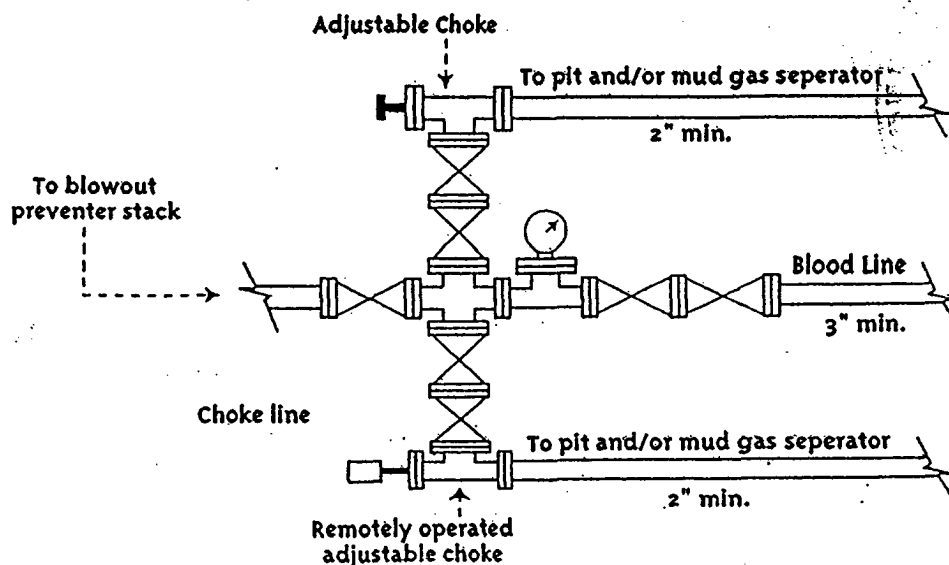 Adjustable Choke
To pit and/or mud gas seperator
2" min.
To blowout
preventer stack
Blood Line
3" min.
Choke line
To pit and/or mud gas seperator
2" min.
Remotely operated
adjustable choke